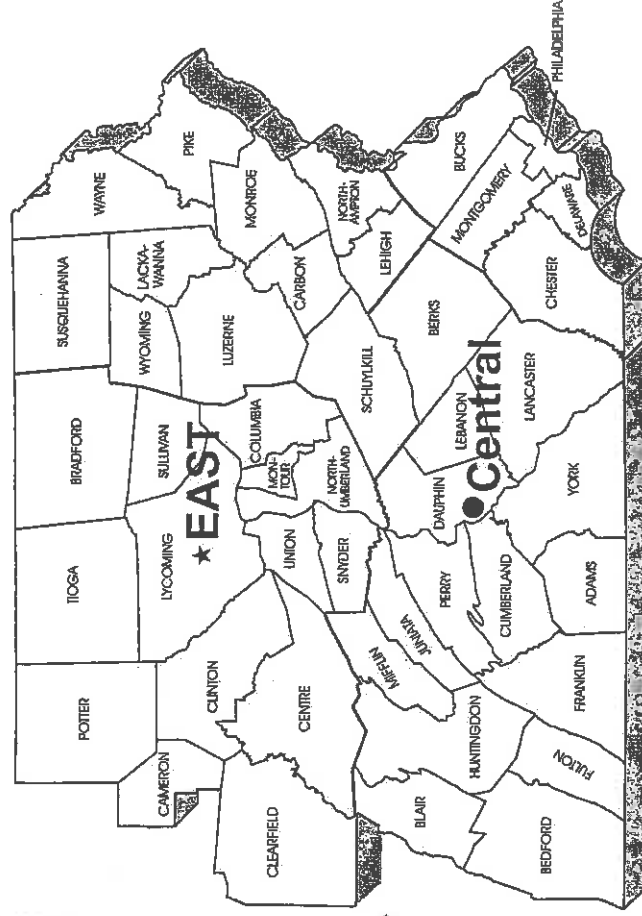 POTTER
TIOGA
BRADFORD
SUSQUEHANNA
WAYNE
CAMERON
CLINTON
LYCOMING
SULLIVAN
WYOMING
LACKA-
WANNA
PIKE
★EAST
CLEARFIELD
CENTRE
UNION
MON-
TOUR
COLUMBIA
LUZERNE
MONROE
SNYDER
NORTH-
UMBERLAND
CARBON
NORTH-
AMPTON
MIFFLIN
JUNIATA
SCHUYLKILL
LEHIGH
BLAIR
HUNTINGDON
PERRY
DAUPHIN
LEBANON
BERKS
BUCKS
MONTGOMERY
CUMBERLAND
●Central
BEDFORD
FULTON
FRANKLIN
ADAMS
YORK
LANCASTER
CHESTER
DELAWARE
PHILADELPHIA